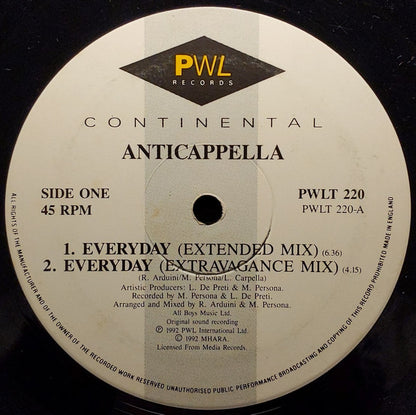 PWL
RECORDS
CONTINENTAL
ANTICAPPELLA
SIDE ONE
45 RPM
PWLT 220
PWLT 220-A
1. EVERYDAY (EXTENDED MIX) (6.36)
2. EVERYDAY (EXTRAVAGANCE MIX) (4.15)
(R. Arduini/M. Persona/L. Carpella)
Artistic Producers: L. De Preti & M. Persona.
Recorded by M. Persona & L. De Preti.
Arranged and Mixed by R. Arduini & M. Persona.
All Boys Music Ltd.
Original sound recording
℗ 1992 PWL International Ltd.
© 1992 MHARA.
Licensed From Media Records.
ALL RIGHTS OF THE MANUFACTURER AND OF THE OWNER OF THE RECORDED WORK RESERVED UNAUTHORISED PUBLIC PERFORMANCE BROADCASTING AND COPYING OF THIS RECORD PROHIBITED MADE IN ENGLAND